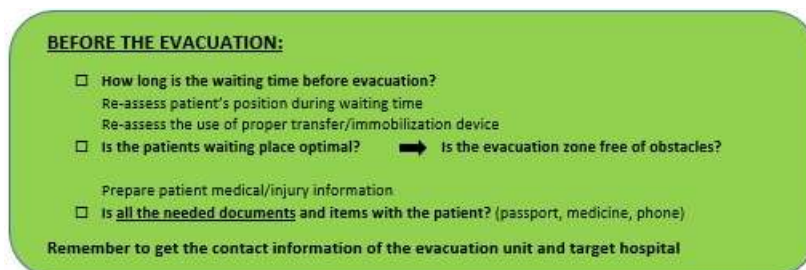 BEFORE THE EVACUATION:
☐ How long is the waiting time before evacuation?
Re-assess patient's position during waiting time
Re-assess the use of proper transfer/immobilization device
☐ Is the patients waiting place optimal? ➡ Is the evacuation zone free of obstacles?
Prepare patient medical/injury information
☐ Is all the needed documents and items with the patient? (passport, medicine, phone)
Remember to get the contact information of the evacuation unit and target hospital